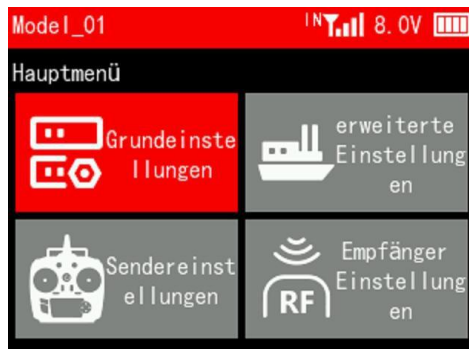 Model_01 IN 8.0V
Hauptmenü
Grundeinste
llungen
erweiterte
Einstellung
en
Sendereinst
ellungen
Empfänger
Einstellung
en
RF